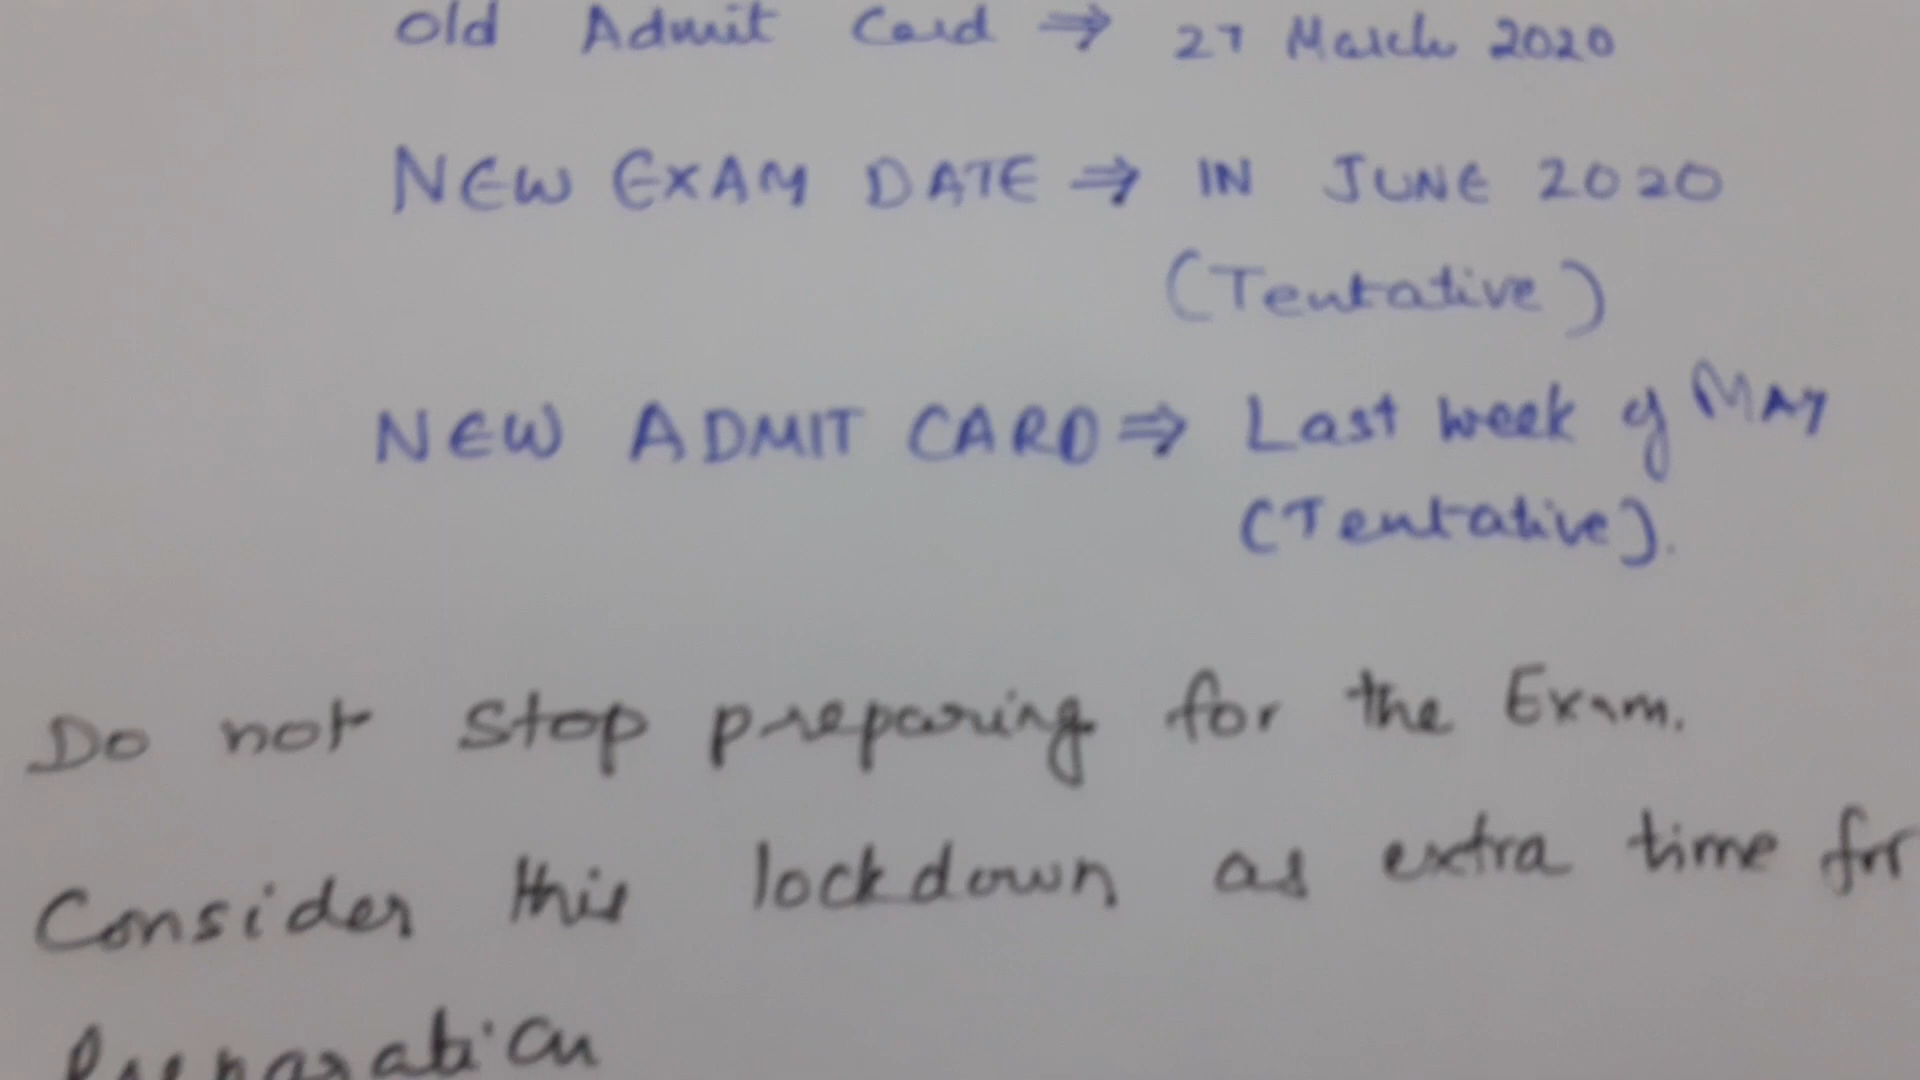 Old Admit Card ⇒ 27 March 2020
NEW EXAM DATE ⇒ IN JUNE 2020
(Tentative)
NEW ADMIT CARD ⇒ Last week of MAY
(Tentative).
Do not stop preparing for the Exam.
Consider this lockdown as extra time for
Preparation